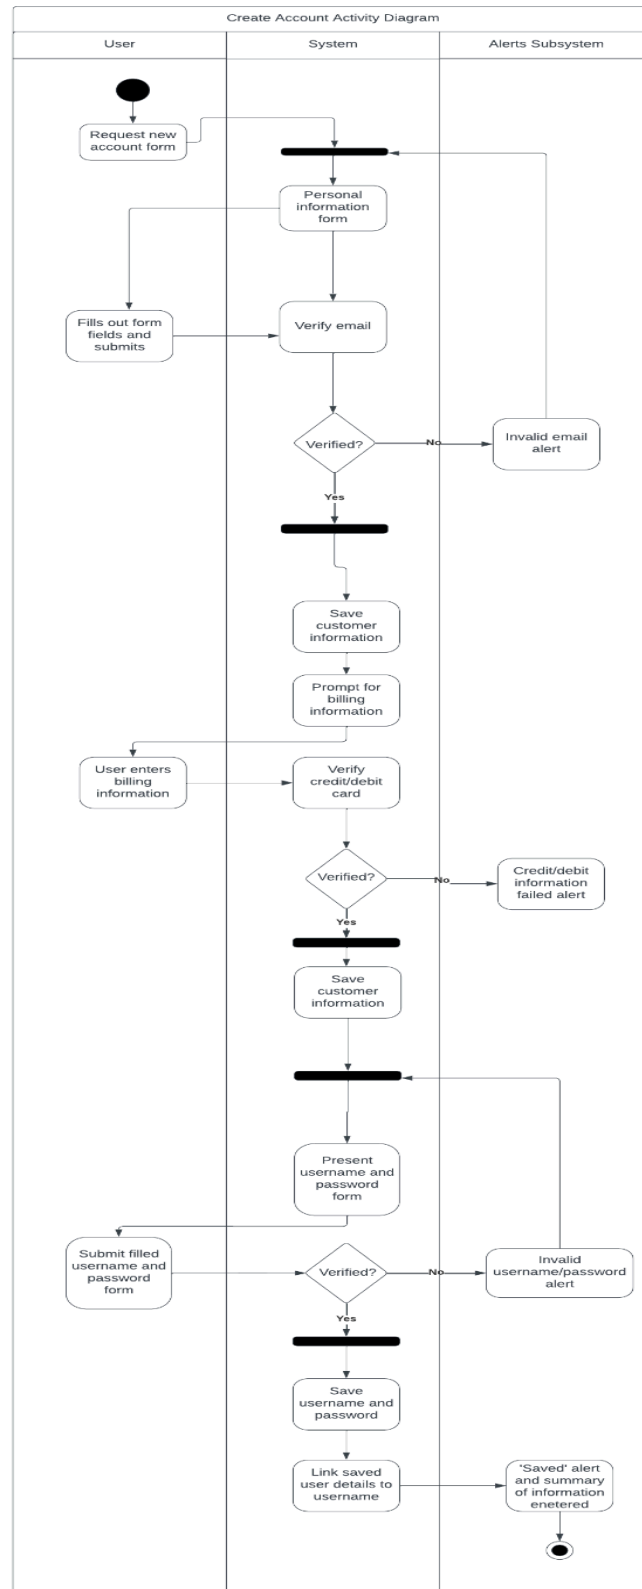 Create Account Activity Diagram
User
System
Alerts Subsystem
Request new
account form
Personal
information
form
Fills out form
fields and
submits
Verify email
Verified?
No
Invalid email
alert
Yes
Save
customer
information
Prompt for
billing
information
User enters
billing
information
Verify
credit/debit
card
Verified?
No
Credit/debit
information
failed alert
Yes
Save
customer
information
Present
username and
password
form
Submit filled
username and
password
form
Verified?
No
Invalid
username/password
alert
Yes
Save
username and
password
Link saved
user details to
username
'Saved' alert
and summary
of information
enetered